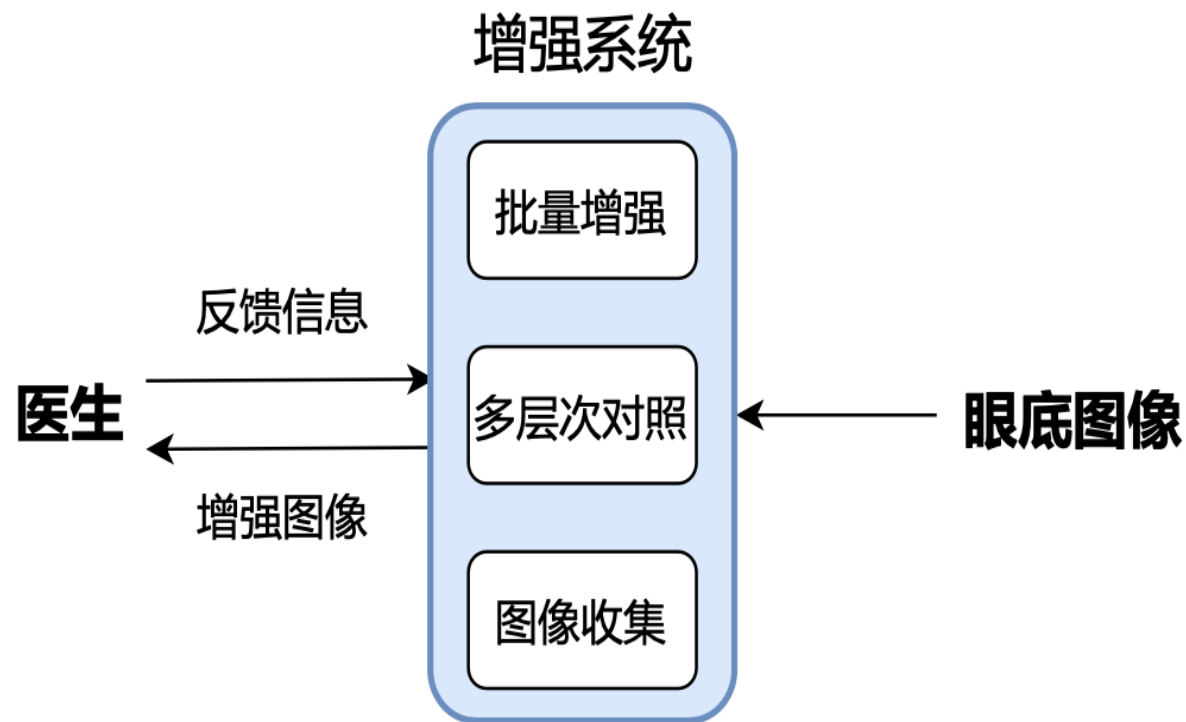 增强系统
批量增强
反馈信息
医生
多层次对照
眼底图像
增强图像
图像收集